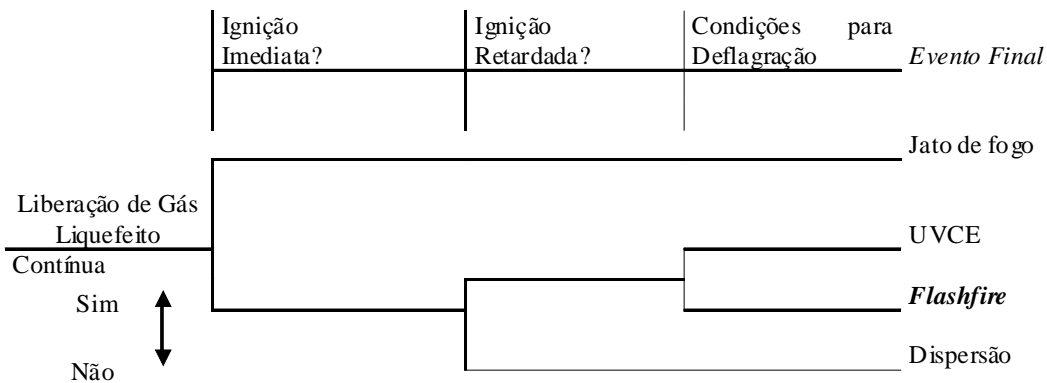 Ignição
Imediata?
Ignição
Retardada?
Condições para
Deflagração
Evento Final
Jato de fogo
Liberação de Gás
Liquefeito
Contínua
UVCE
Sim
Flashfire
Não
Dispersão